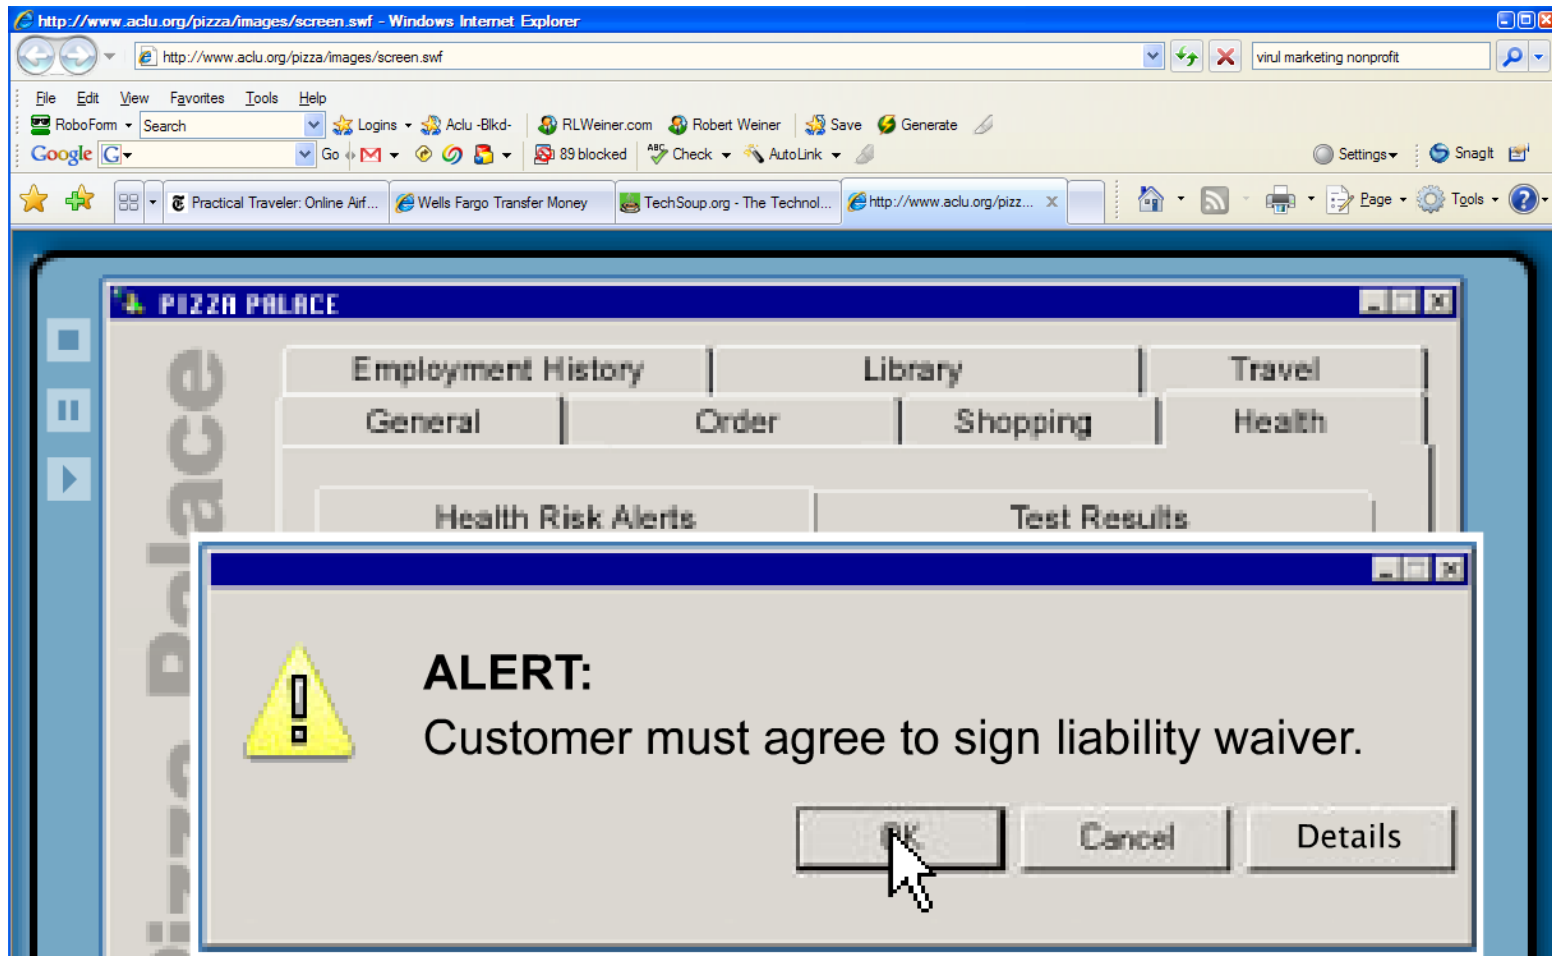 http://www.aclu.org/pizza/images/screen.swf - Windows Internet Explorer
http://www.aclu.org/pizza/images/screen.swf virul marketing nonprofit
File Edit View Favorites Tools Help
RoboForm Search Logins Aclu -Blkd- RLWeiner.com Robert Weiner Save Generate
Google G Go 89 blocked ABC Check AutoLink Settings SnagIt
Practical Traveler: Online Airf... Wells Fargo Transfer Money TechSoup.org - The Technol... http://www.aclu.org/pizz... X Page Tools
PIZZA PALACE
Employment History Library Travel
General Order Shopping Health
Health Risk Alerts Test Results
Pizza Palace
ALERT:
Customer must agree to sign liability waiver.
OK Cancel Details